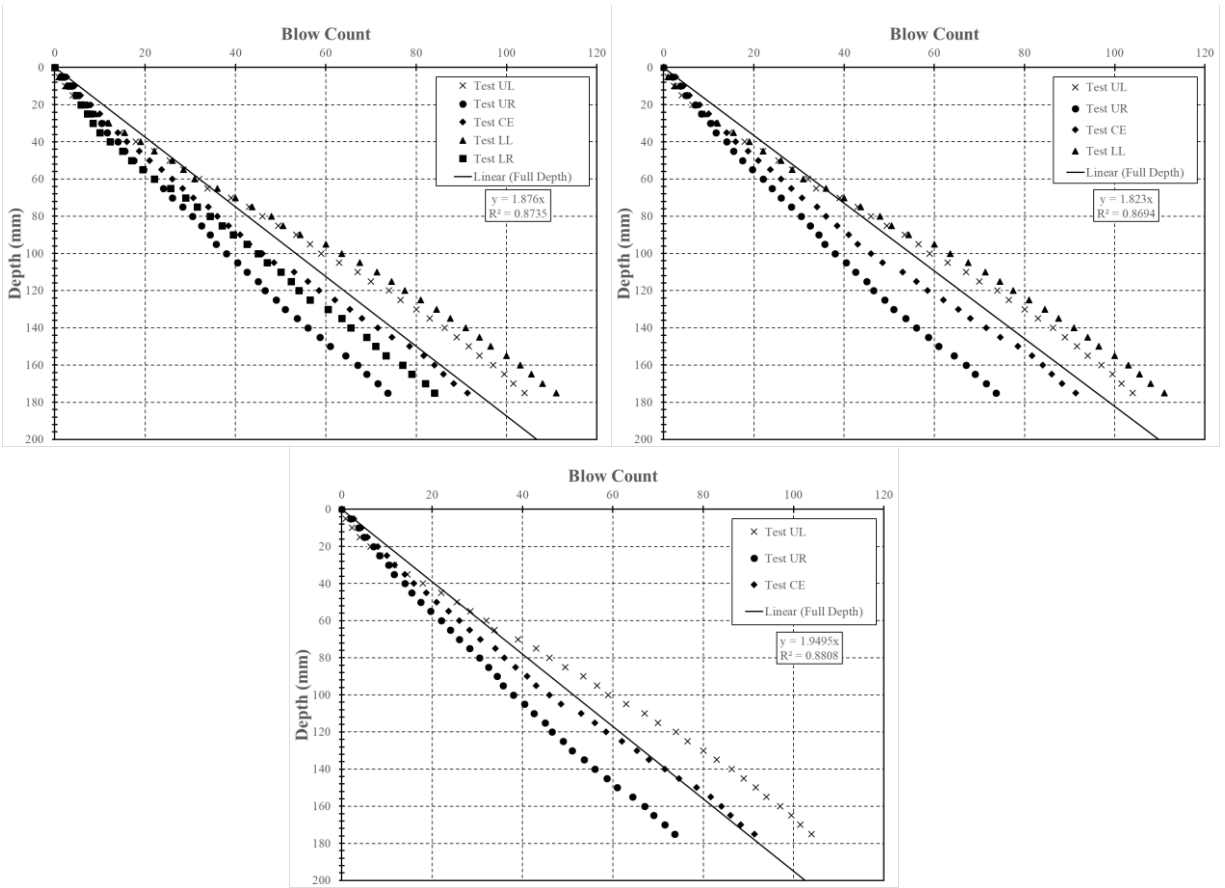 Blow Count
0 20 40 60 80 100 120
0
20
40
60
80
100
120
140
160
180
200
Depth (mm)
Test UL
Test UR
Test CE
Test LL
Test LR
Linear (Full Depth)
y = 1.876x
R² = 0.8735
Blow Count
0 20 40 60 80 100 120
0
20
40
60
80
100
120
140
160
180
200
Depth (mm)
Test UL
Test UR
Test CE
Test LL
Linear (Full Depth)
y = 1.823x
R² = 0.8694
Blow Count
0 20 40 60 80 100 120
0
20
40
60
80
100
120
140
160
180
200
Depth (mm)
Test UL
Test UR
Test CE
Linear (Full Depth)
y = 1.9495x
R² = 0.8808